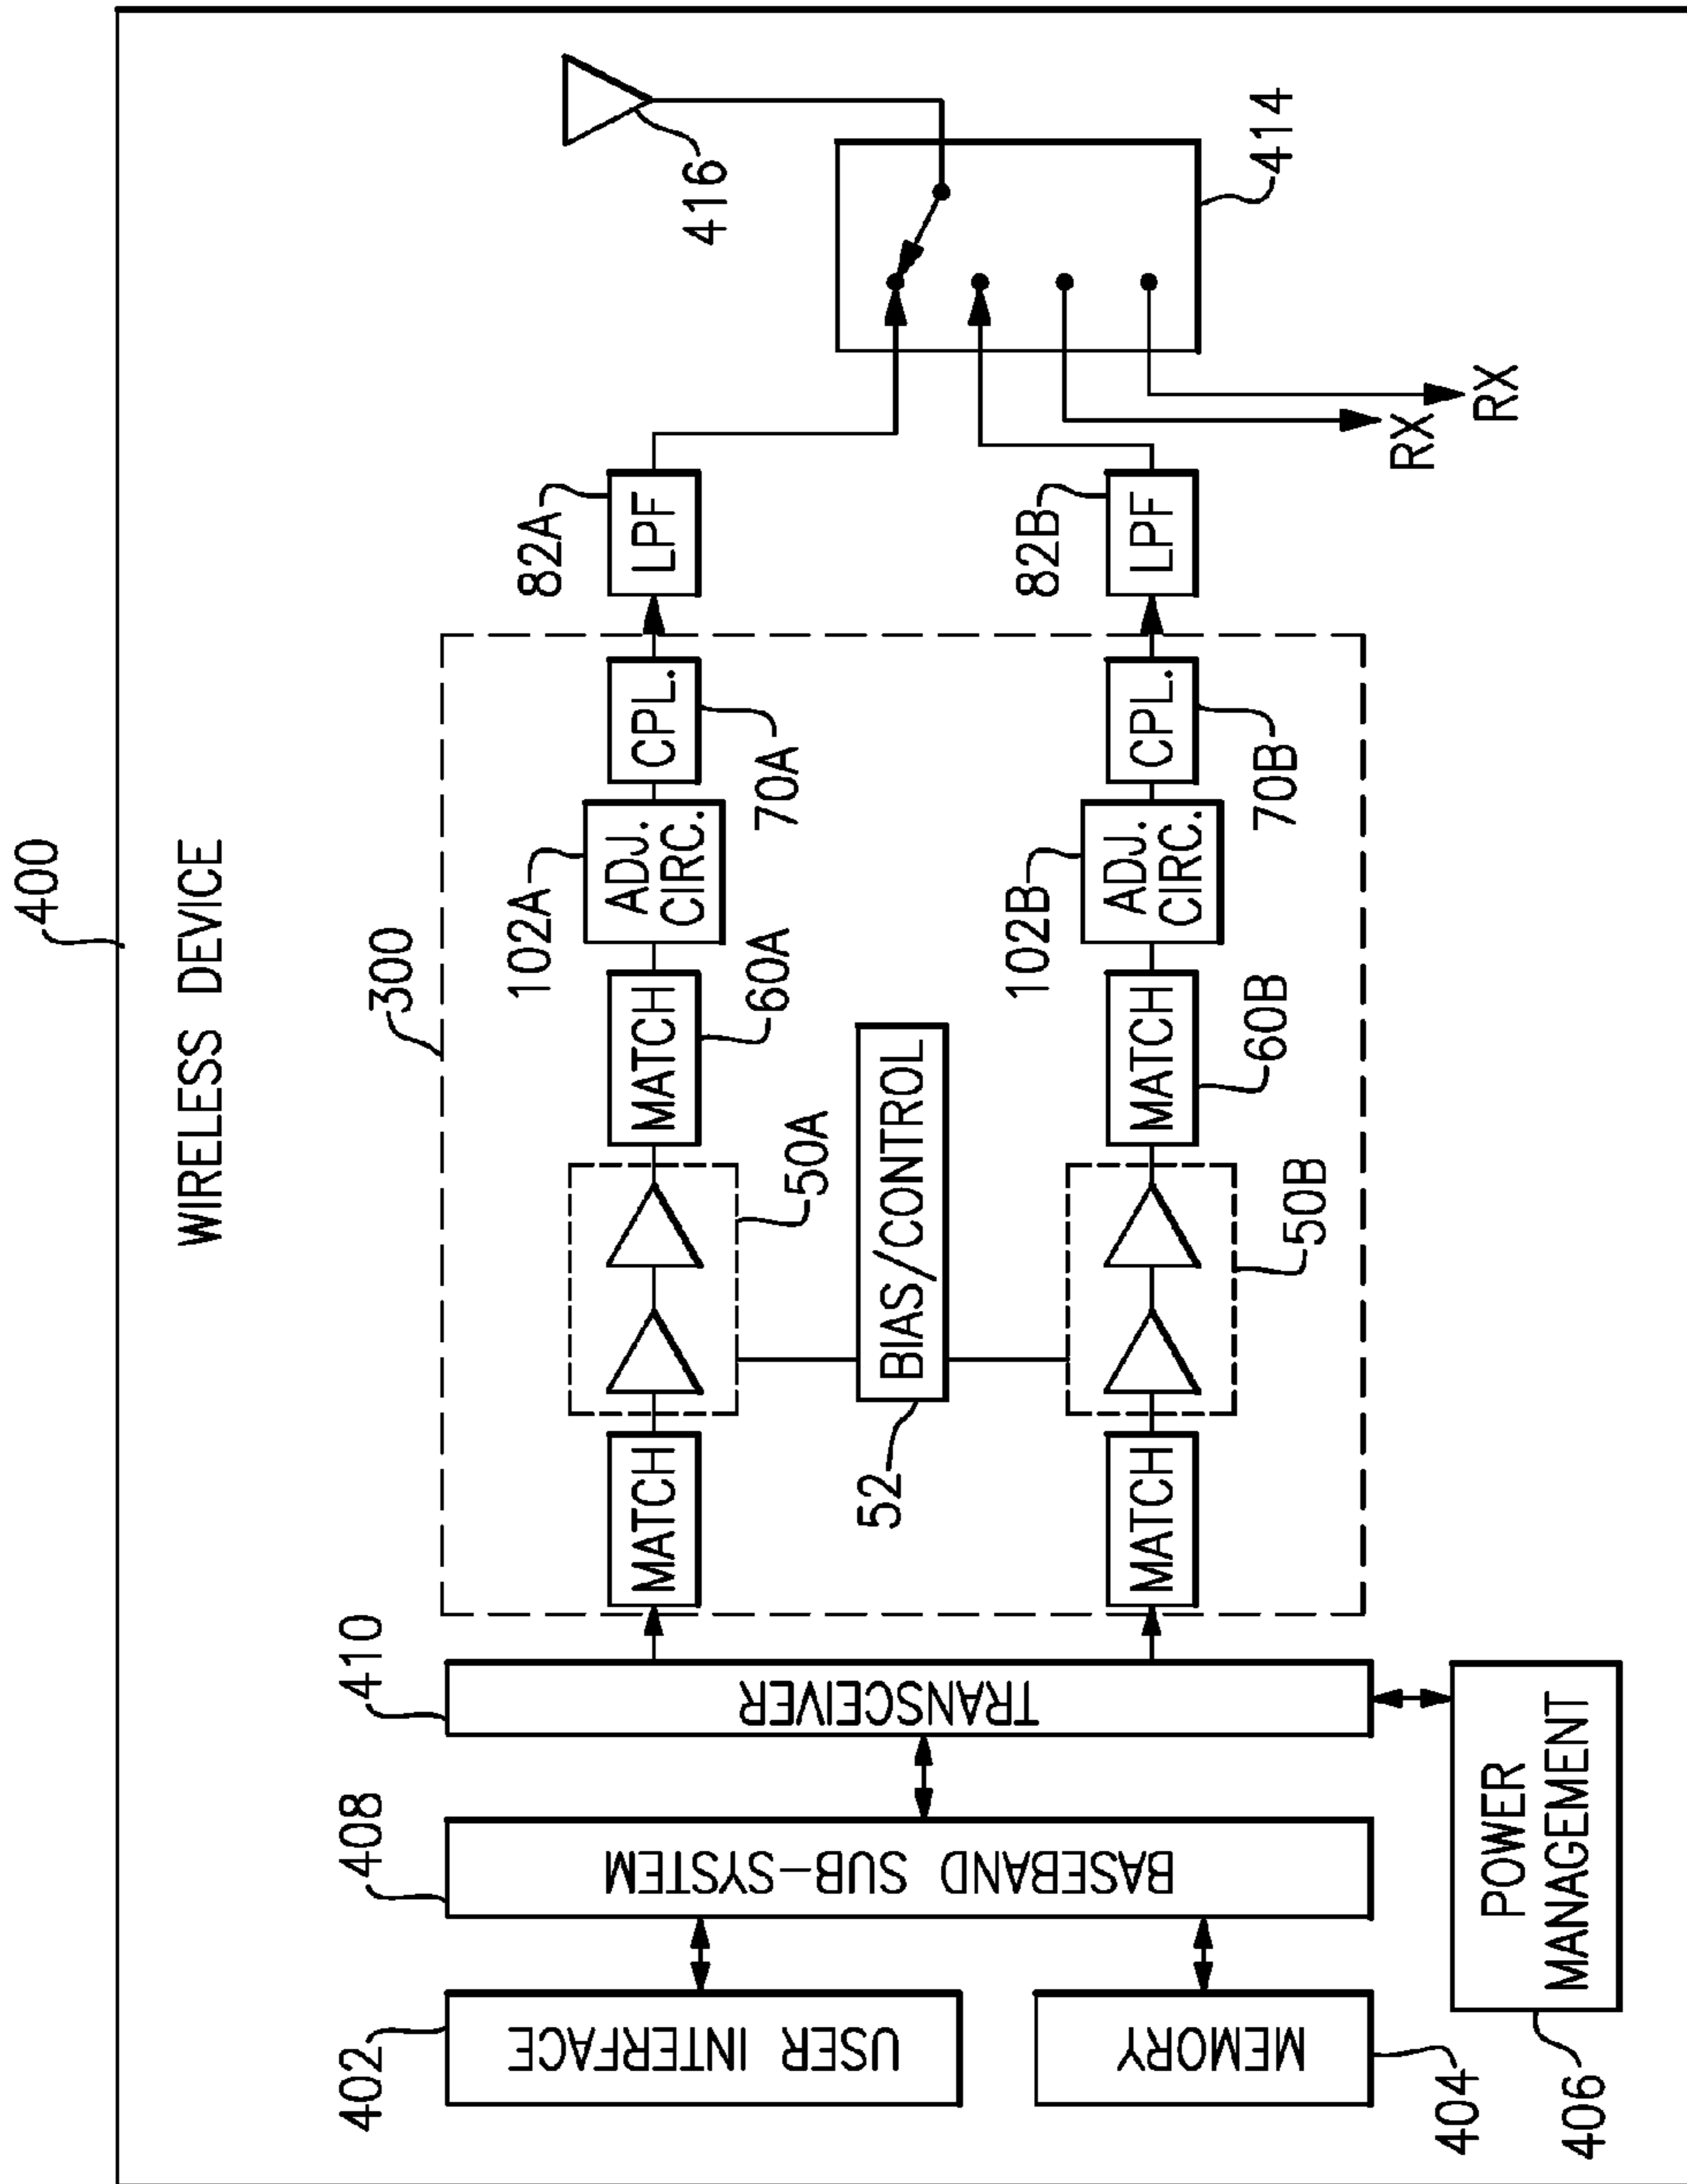 400
WIRELESS DEVICE
402
USER INTERFACE
404
MEMORY
408
BASEBAND SUB-SYSTEM
410
TRANSCEIVER
406
POWER
MANAGEMENT
300
MATCH
50A
MATCH
60A
102A
ADJ.
CIRC.
CPL.
70A
82A
LPF
52
BIAS/CONTROL
MATCH
50B
MATCH
60B
102B
ADJ.
CIRC.
CPL.
70B
82B
LPF
416
414
RX
RX